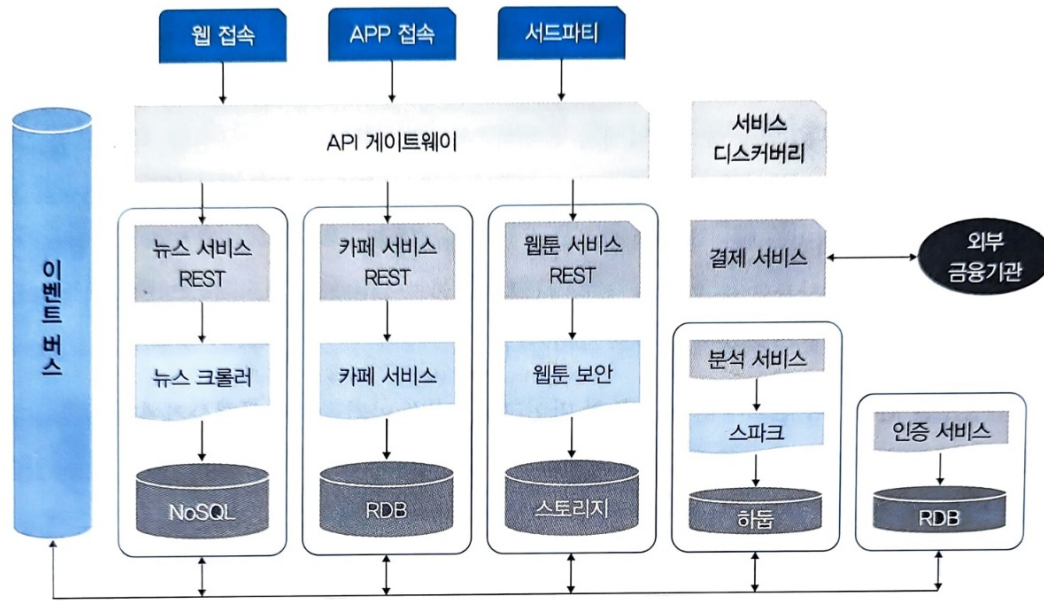 웹 접속
APP 접속
서드파티
API 게이트웨이
서비스
디스커버리
이벤트 버스
뉴스 서비스
REST
카페 서비스
REST
웹툰 서비스
REST
결제 서비스
외부
금융기관
뉴스 크롤러
카페 서비스
웹툰 보안
분석 서비스
스파크
인증 서비스
NoSQL
RDB
스토리지
하둡
RDB